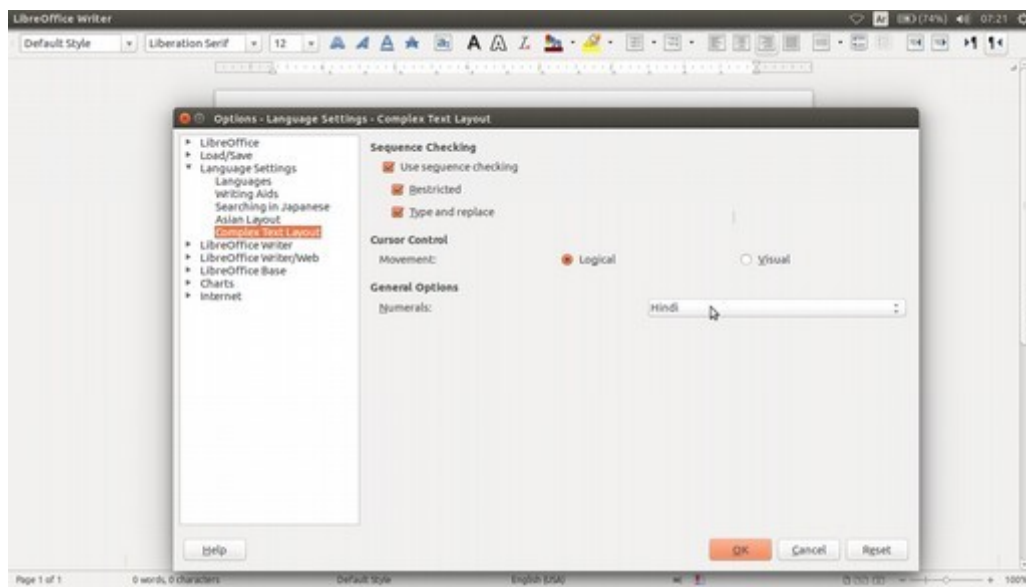 LibreOffice Writer
(74%) 07:21
Default Style Liberation Serif 12
Options - Language Settings - Complex Text Layout
LibreOffice
Load/Save
Language Settings
Languages
Writing Aids
Searching in Japanese
Asian Layout
Complex Text Layout
LibreOffice Writer
LibreOffice Writer/Web
LibreOffice Base
Charts
Internet
Sequence Checking
Use sequence checking
Restricted
Type and replace
Cursor Control
Movement: Logical Visual
General Options
Numerals: Hindi
Help OK Cancel Reset
Page 1 of 1 0 words, 0 characters Default Style English (USA)